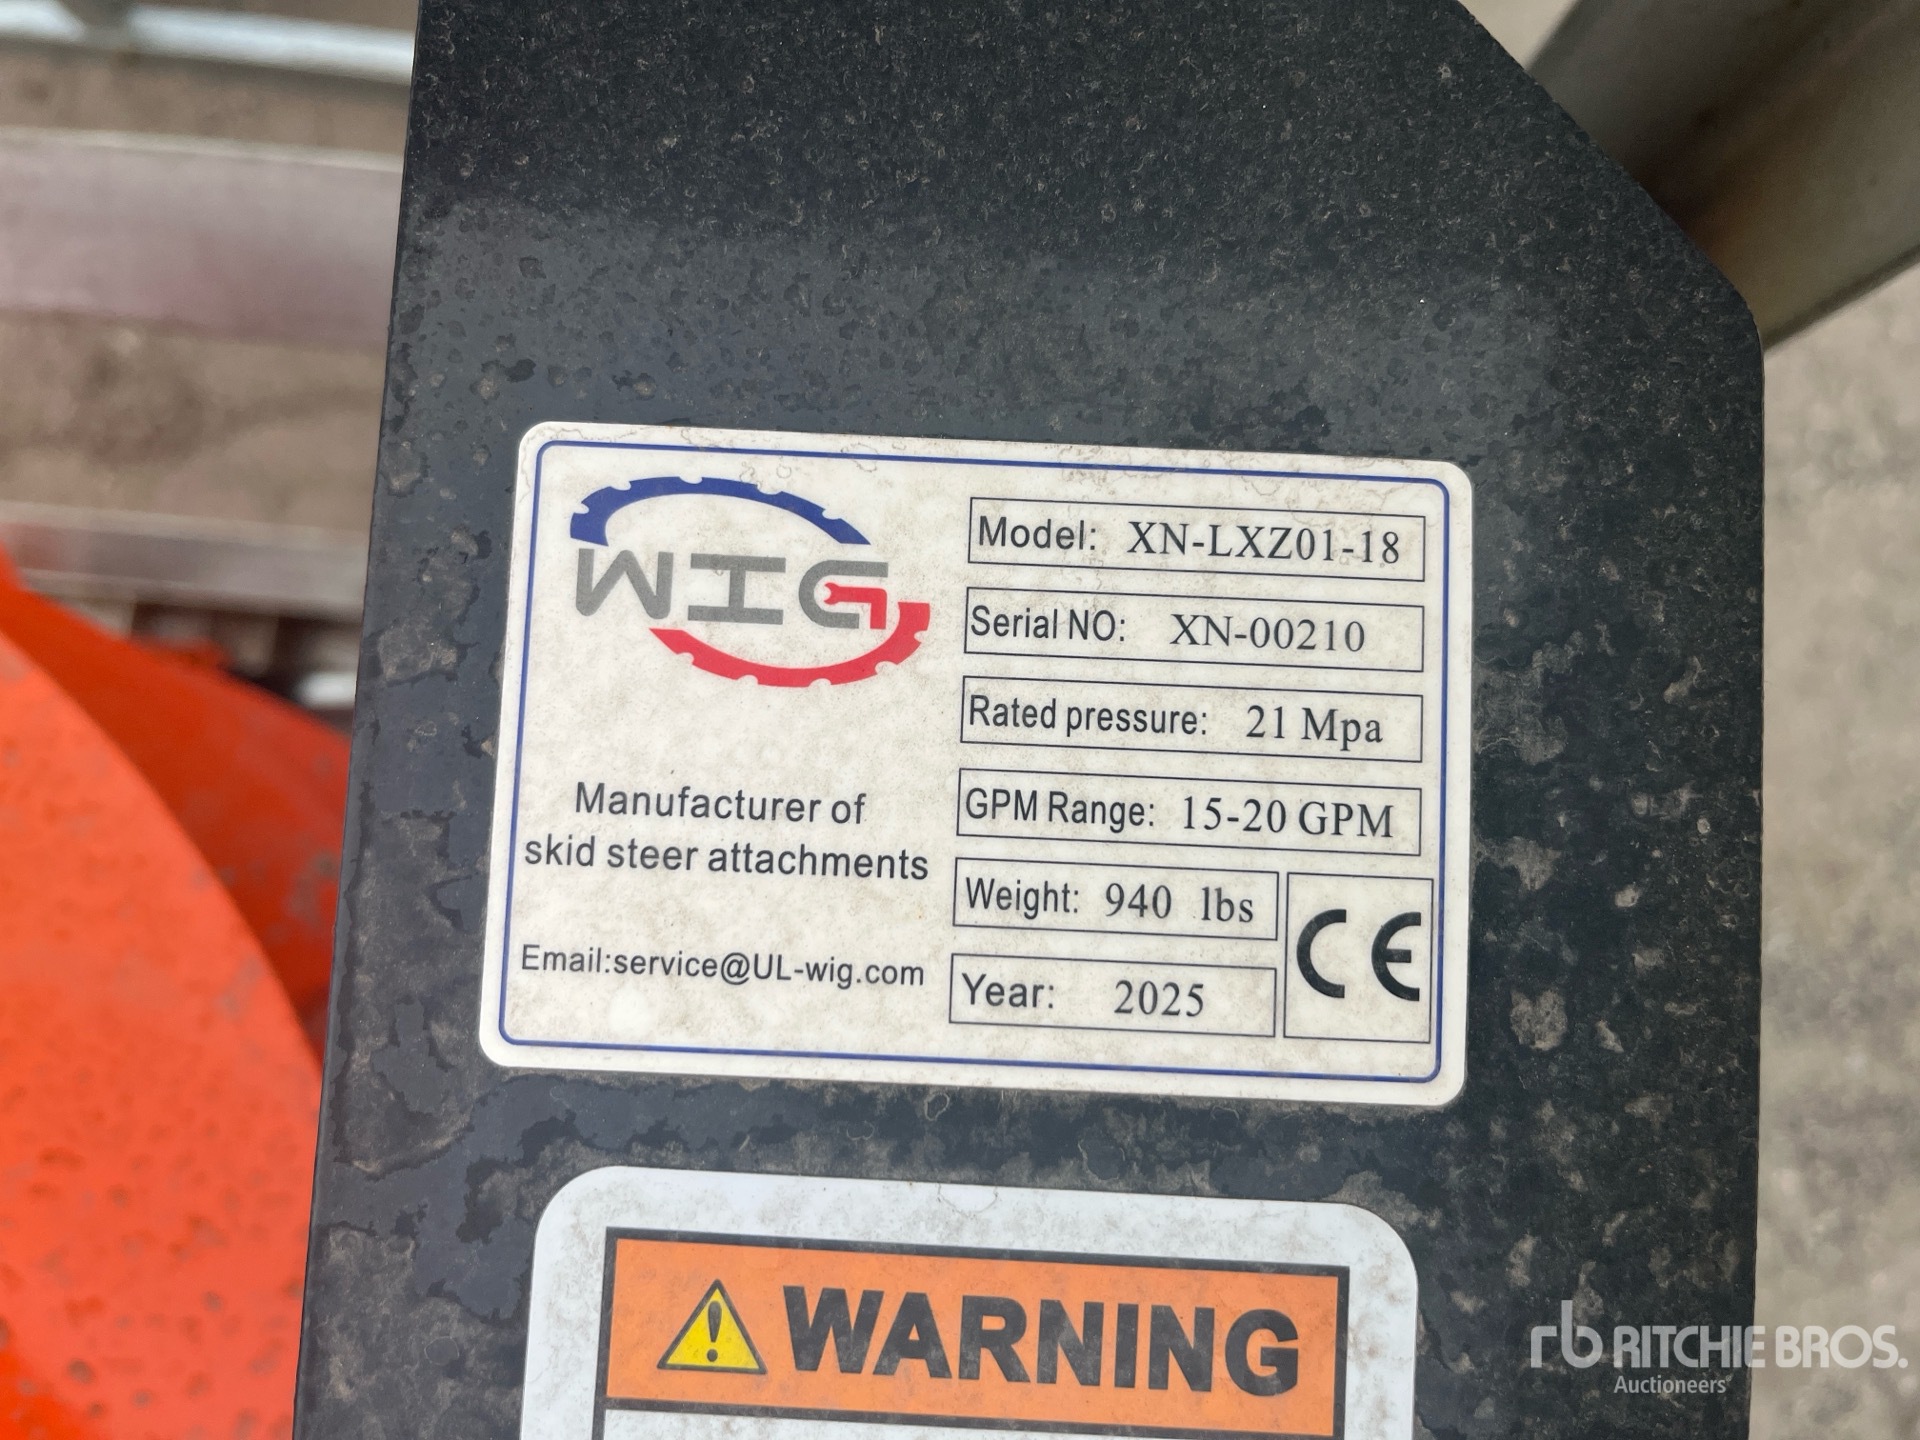 WIG
Model: XN-LXZ01-18
Serial NO: XN-00210
Rated pressure: 21 Mpa
GPM Range: 15-20 GPM
Weight: 940 lbs
Year: 2025
CE
Manufacturer of
skid steer attachments
Email:service@UL-wig.com
WARNING
rb RITCHIE BROS.
Auctioneers